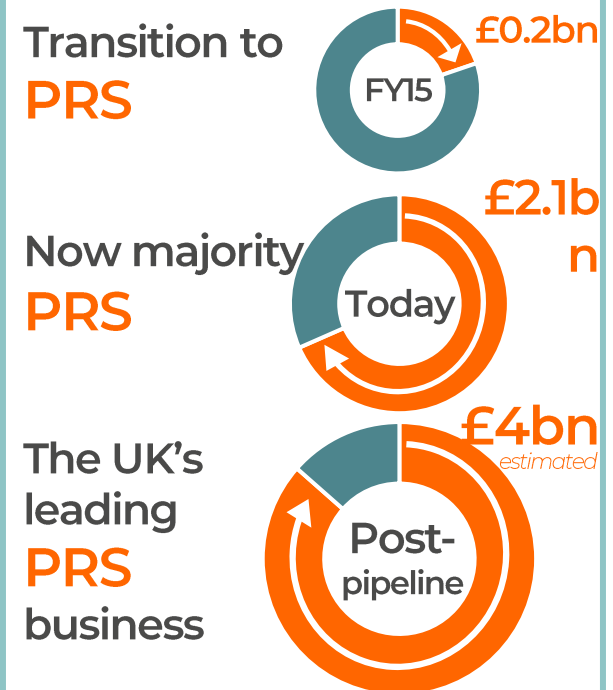 Transition to
PRS
FY15
£0.2bn
Now majority
PRS
Today
£2.1b
n
The UK’s
leading
PRS
business
Post-
pipeline
£4bn
estimated